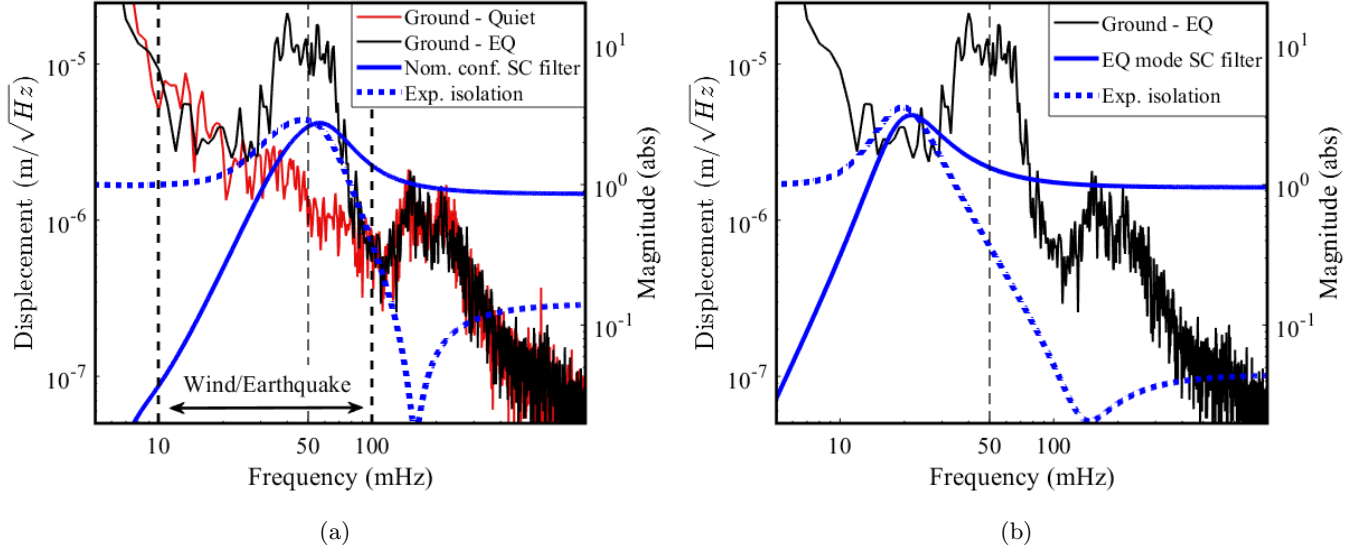 Ground - Quiet
Ground - EQ
Nom. conf. SC filter
Exp. isolation
10^-5
10^-6
10^-7
Displecement (m/√Hz)
10^1
10^0
10^-1
Magnitude (abs)
Wind/Earthquake
10 50 100
Frequency (mHz)
(a)
Ground - EQ
EQ mode SC filter
Exp. isolation
10^-5
10^-6
10^-7
Displecement (m/√Hz)
10^1
10^0
10^-1
Magnitude (abs)
10 50 100
Frequency (mHz)
(b)